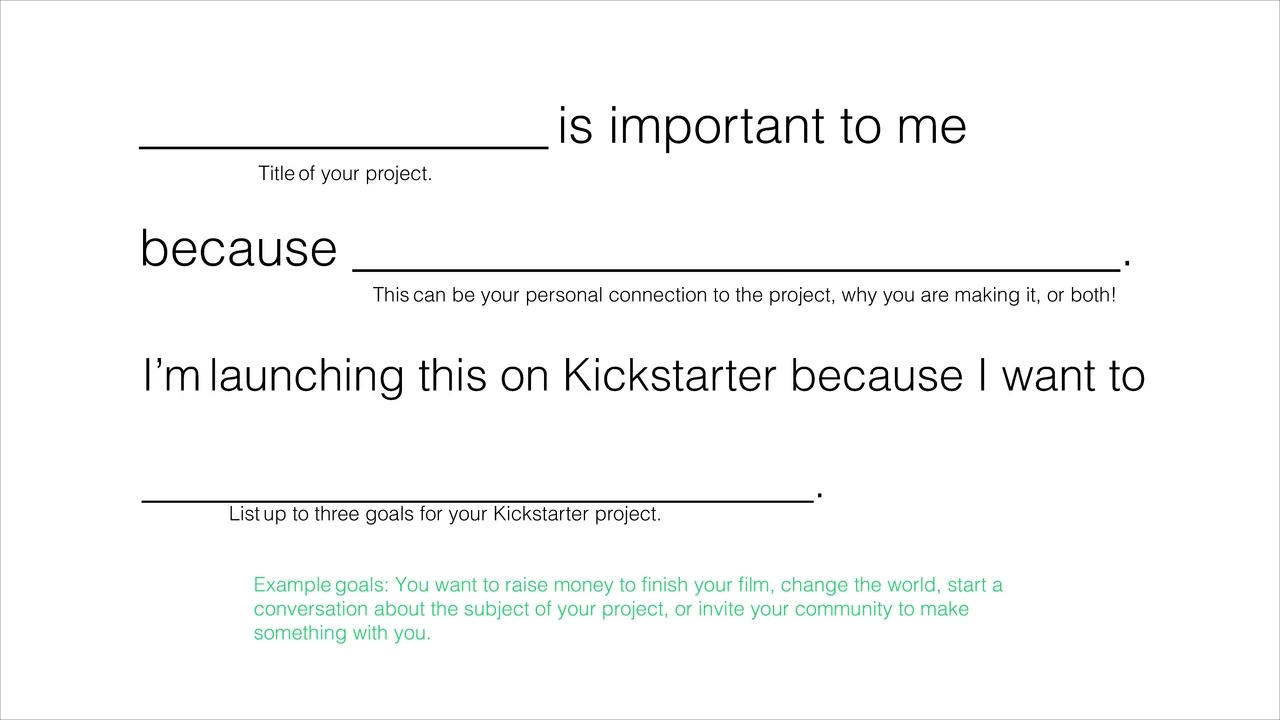 is important to me
Title of your project.
because .
This can be your personal connection to the project, why you are making it, or both!
I’m launching this on Kickstarter because I want to
.
List up to three goals for your Kickstarter project.
Example goals: You want to raise money to finish your film, change the world, start a
conversation about the subject of your project, or invite your community to make
something with you.